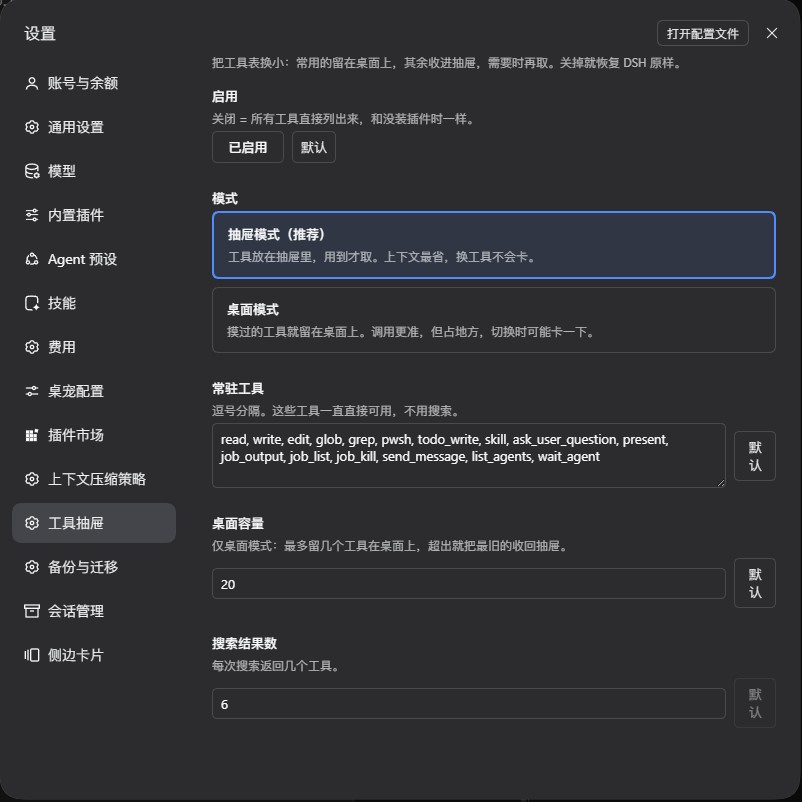 设置
打开配置文件
账号与余额
通用设置
模型
内置插件
Agent 预设
技能
费用
桌宠配置
插件市场
上下文压缩策略
工具抽屉
备份与迁移
会话管理
侧边卡片
把工具表换小：常用的留在桌面上，其余收进抽屉，需要时再取。关掉就恢复 DSH 原样。
启用
关闭 = 所有工具直接列出来，和没装插件时一样。
已启用
默认
模式
抽屉模式（推荐）
工具放在抽屉里，用到才取。上下文最省，换工具不会卡。
桌面模式
摸过的工具就留在桌面上。调用更准，但占地方，切换时可能卡一下。
常驻工具
逗号分隔。这些工具一直直接可用，不用搜索。
read, write, edit, glob, grep, pwsh, todo_write, skill, ask_user_question, present,
job_output, job_list, job_kill, send_message, list_agents, wait_agent
默
认
桌面容量
仅桌面模式：最多留几个工具在桌面上，超出就把最旧的收回抽屉。
20
默
认
搜索结果数
每次搜索返回几个工具。
6
默
认